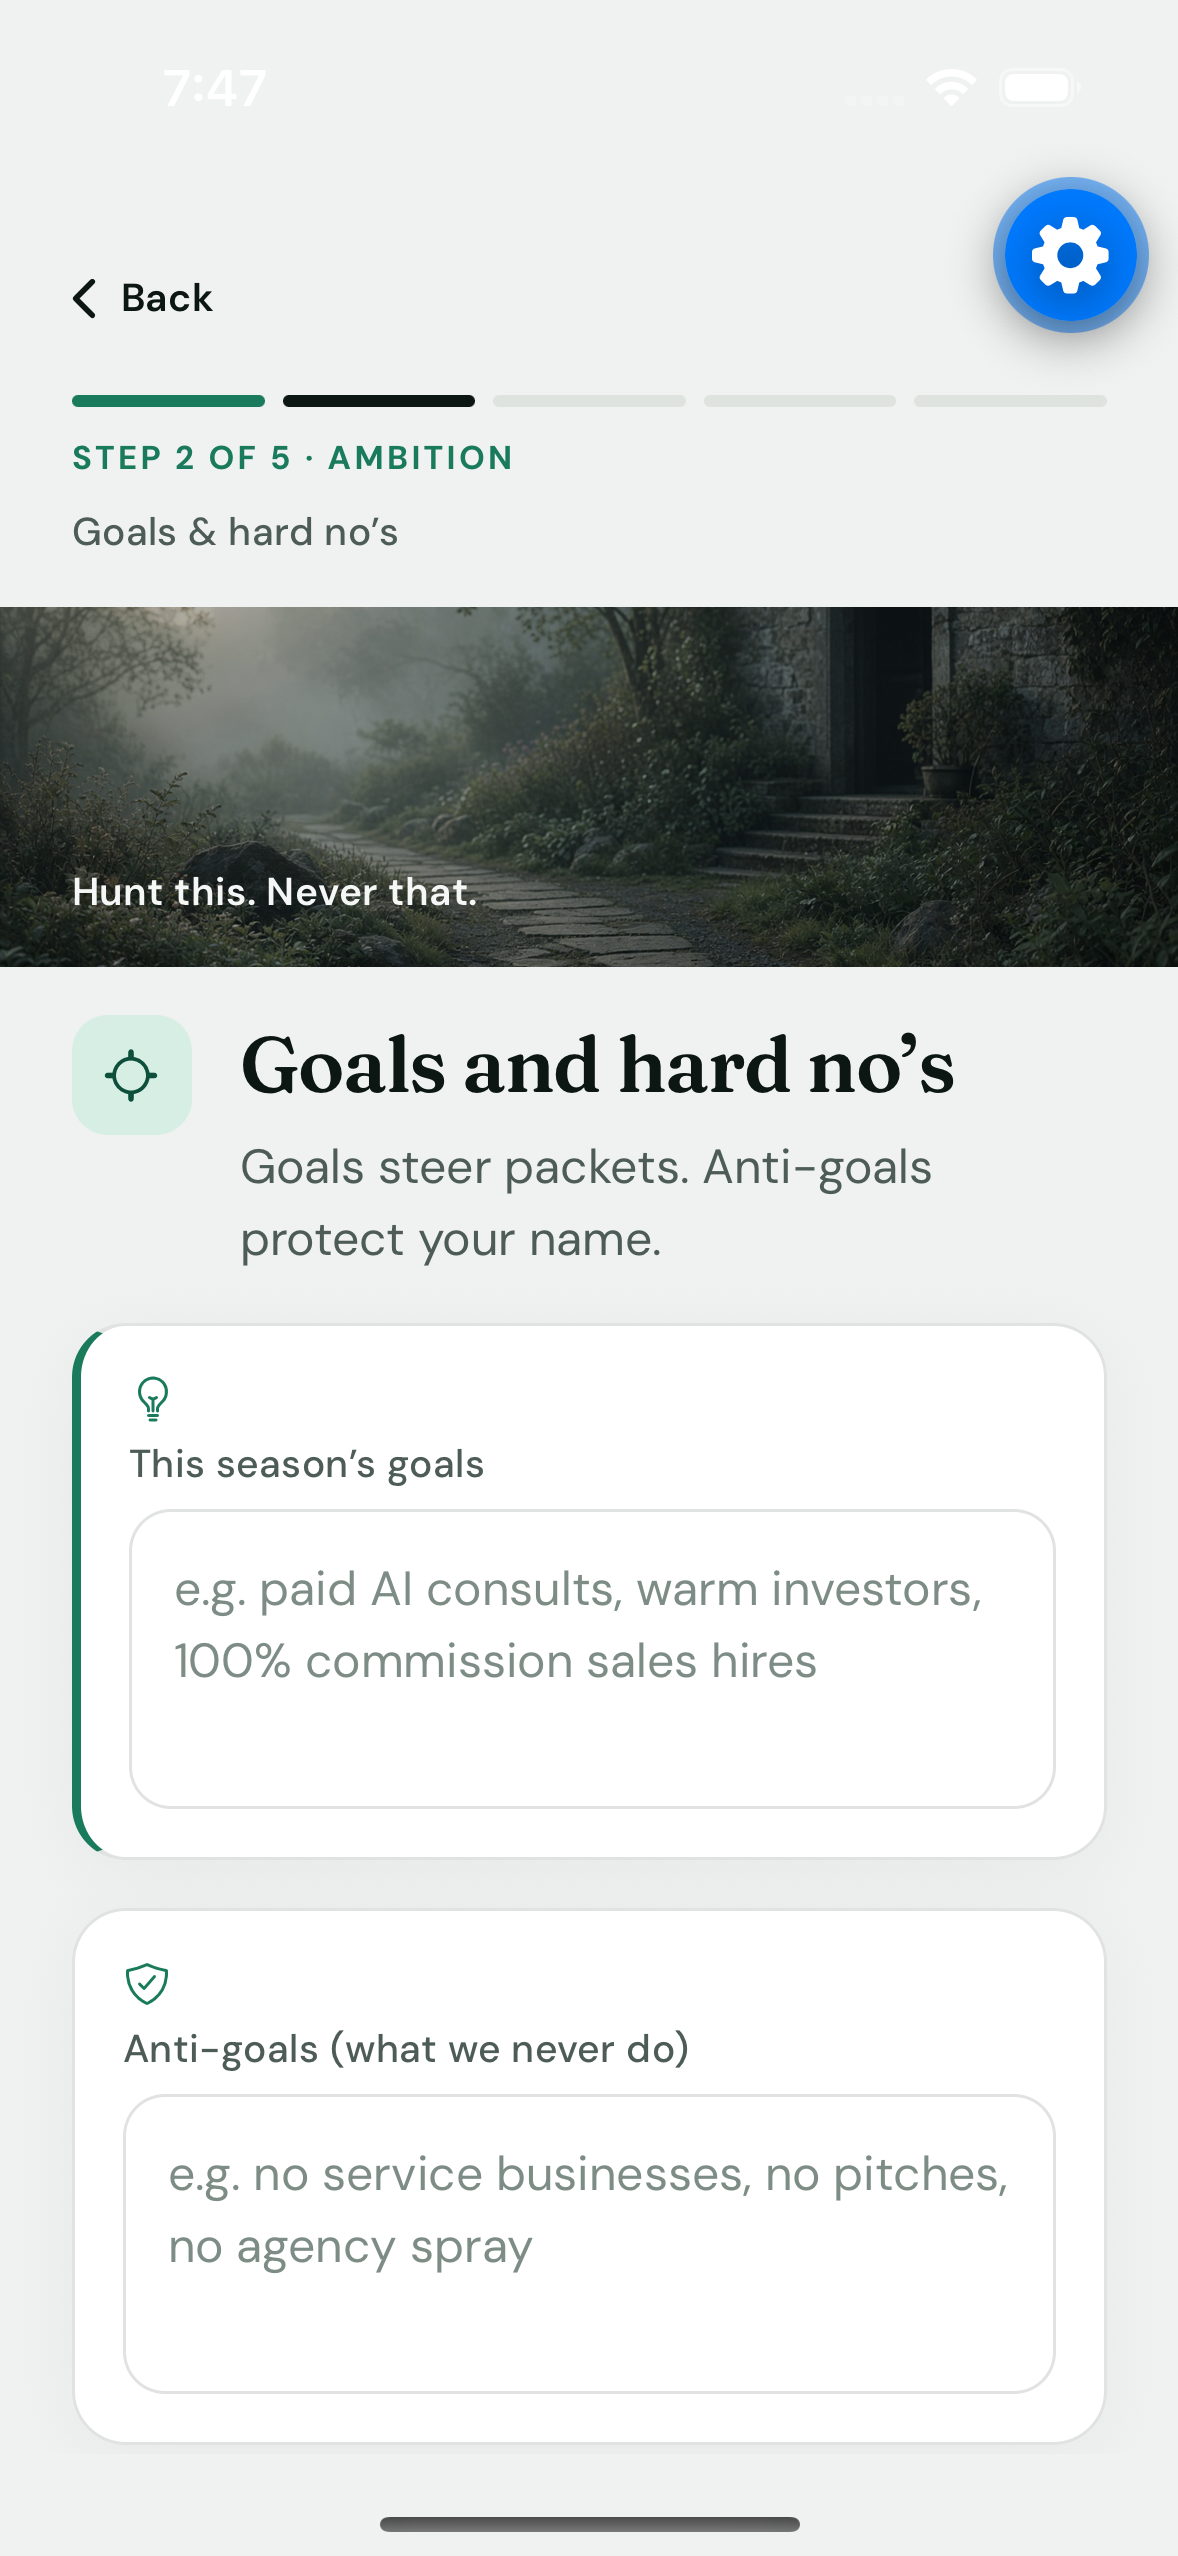 7:47
Back
STEP 2 OF 5 · AMBITION
Goals & hard no’s
Hunt this. Never that.
Goals and hard no’s
Goals steer packets. Anti-goals
protect your name.
This season’s goals
e.g. paid AI consults, warm investors,
100% commission sales hires
Anti-goals (what we never do)
e.g. no service businesses, no pitches,
no agency spray